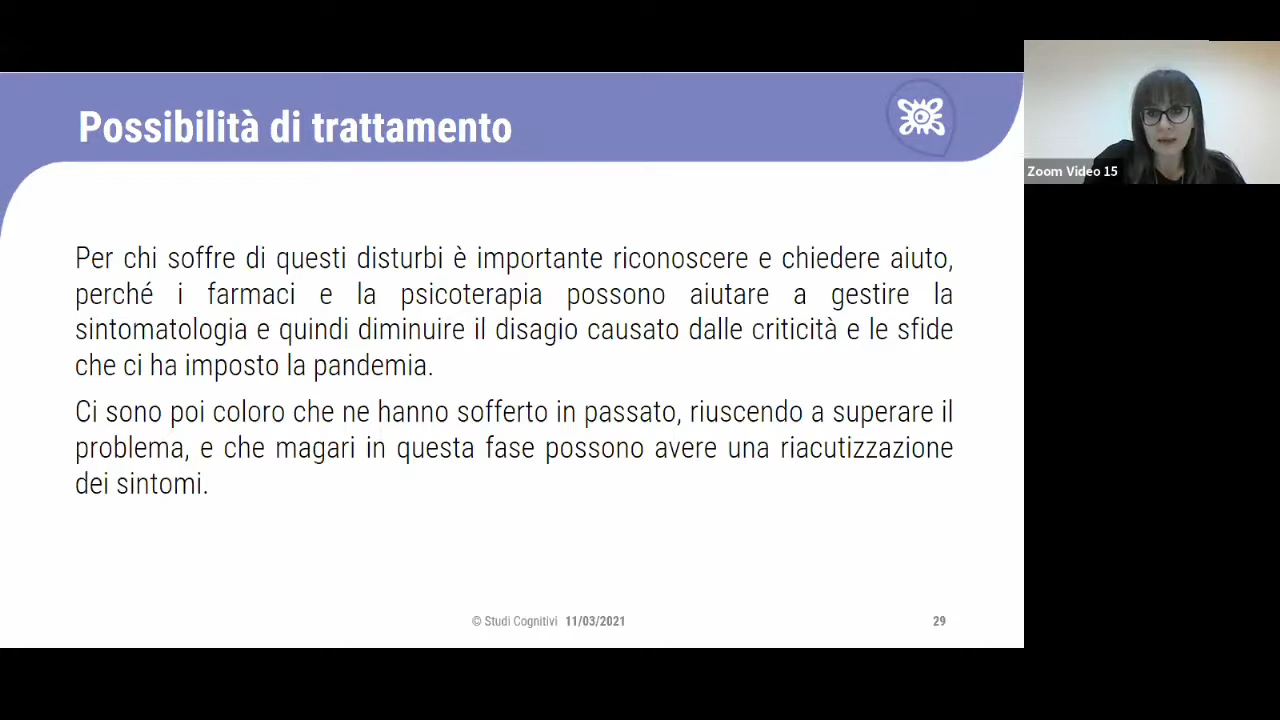 Possibilità di trattamento
Zoom Video 15
Per chi soffre di questi disturbi è importante riconoscere e chiedere aiuto,
perché i farmaci e la psicoterapia possono aiutare a gestire la
sintomatologia e quindi diminuire il disagio causato dalle criticità e le sfide
che ci ha imposto la pandemia.
Ci sono poi coloro che ne hanno sofferto in passato, riuscendo a superare il
problema, e che magari in questa fase possono avere una riacutizzazione
dei sintomi.
© Studi Cognitivi 11/03/2021
29